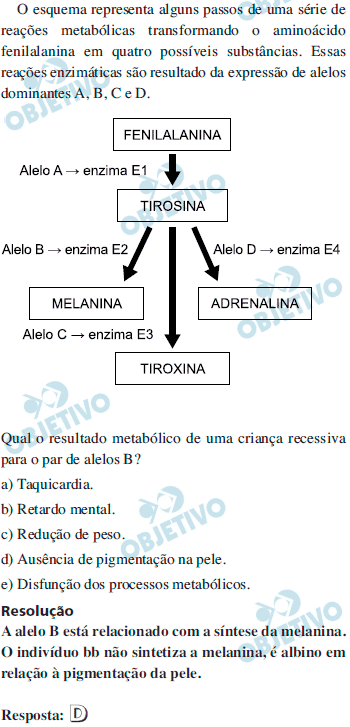 O esquema representa alguns passos de uma série de
reações metabólicas transformando o aminoácido
fenilalanina em quatro possíveis substâncias. Essas
reações enzimáticas são resultado da expressão de alelos
dominantes A, B, C e D.
FENILALANINA
Alelo A → enzima E1
TIROSINA
Alelo B → enzima E2
Alelo D → enzima E4
MELANINA
ADRENALINA
Alelo C → enzima E3
TIROXINA
Qual o resultado metabólico de uma criança recessiva
para o par de alelos B?
a) Taquicardia.
b) Retardo mental.
c) Redução de peso.
d) Ausência de pigmentação na pele.
e) Disfunção dos processos metabólicos.
Resolução
A alelo B está relacionado com a síntese da melanina.
O indivíduo bb não sintetiza a melanina, é albino em
relação à pigmentação da pele.
Resposta: D
OBJETIVO
OBJETIVO
OBJETIVO
OBJETIVO
OBJETIVO
OBJETIVO
OBJETIVO
OBJETIVO